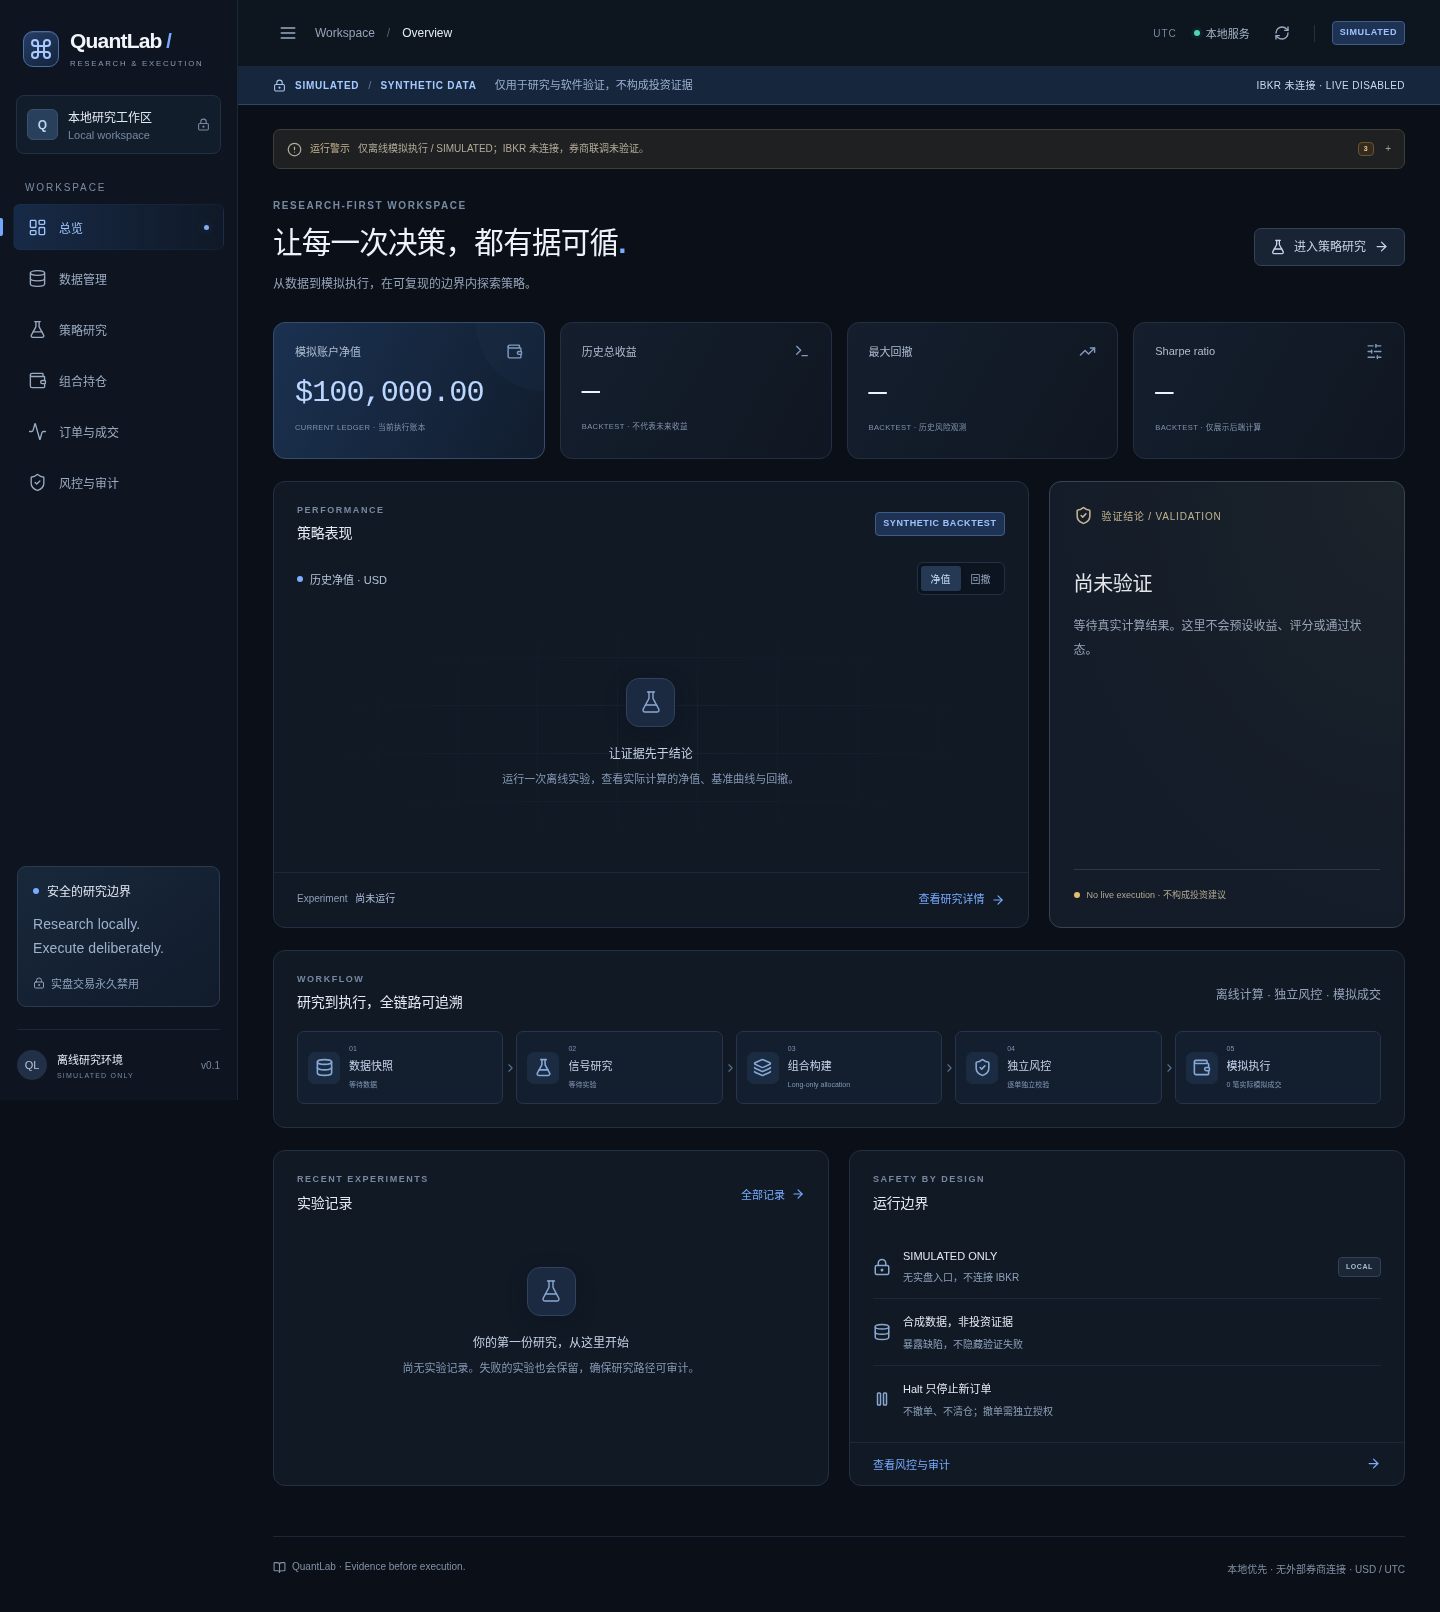 QuantLab /
RESEARCH & EXECUTION
Q
本地研究工作区
Local workspace
WORKSPACE
总览
数据管理
策略研究
组合持仓
订单与成交
风控与审计
安全的研究边界
Research locally.
Execute deliberately.
实盘交易永久禁用
QL
离线研究环境
SIMULATED ONLY
v0.1
Workspace / Overview
UTC
本地服务
SIMULATED
SIMULATED / SYNTHETIC DATA 仅用于研究与软件验证，不构成投资证据
IBKR 未连接 · LIVE DISABLED
运行警示 仅离线模拟执行 / SIMULATED；IBKR 未连接，券商联调未验证。
3 +
RESEARCH-FIRST WORKSPACE
让每一次决策，都有据可循.
从数据到模拟执行，在可复现的边界内探索策略。
进入策略研究
模拟账户净值
$100,000.00
CURRENT LEDGER · 当前执行账本
历史总收益
—
BACKTEST · 不代表未来收益
最大回撤
—
BACKTEST · 历史风险观测
Sharpe ratio
—
BACKTEST · 仅展示后端计算
PERFORMANCE
策略表现
SYNTHETIC BACKTEST
历史净值 · USD
净值 回撤
让证据先于结论
运行一次离线实验，查看实际计算的净值、基准曲线与回撤。
Experiment 尚未运行
查看研究详情
验证结论 / VALIDATION
尚未验证
等待真实计算结果。这里不会预设收益、评分或通过状
态。
No live execution · 不构成投资建议
WORKFLOW
研究到执行，全链路可追溯
离线计算 · 独立风控 · 模拟成交
01
数据快照
等待数据
02
信号研究
等待实验
03
组合构建
Long-only allocation
04
独立风控
逐单独立校验
05
模拟执行
0 笔实际模拟成交
RECENT EXPERIMENTS
实验记录
全部记录
你的第一份研究，从这里开始
尚无实验记录。失败的实验也会保留，确保研究路径可审计。
SAFETY BY DESIGN
运行边界
SIMULATED ONLY
无实盘入口，不连接 IBKR
LOCAL
合成数据，非投资证据
暴露缺陷，不隐藏验证失败
Halt 只停止新订单
不撤单、不清仓；撤单需独立授权
查看风控与审计
QuantLab · Evidence before execution.
本地优先 · 无外部券商连接 · USD / UTC